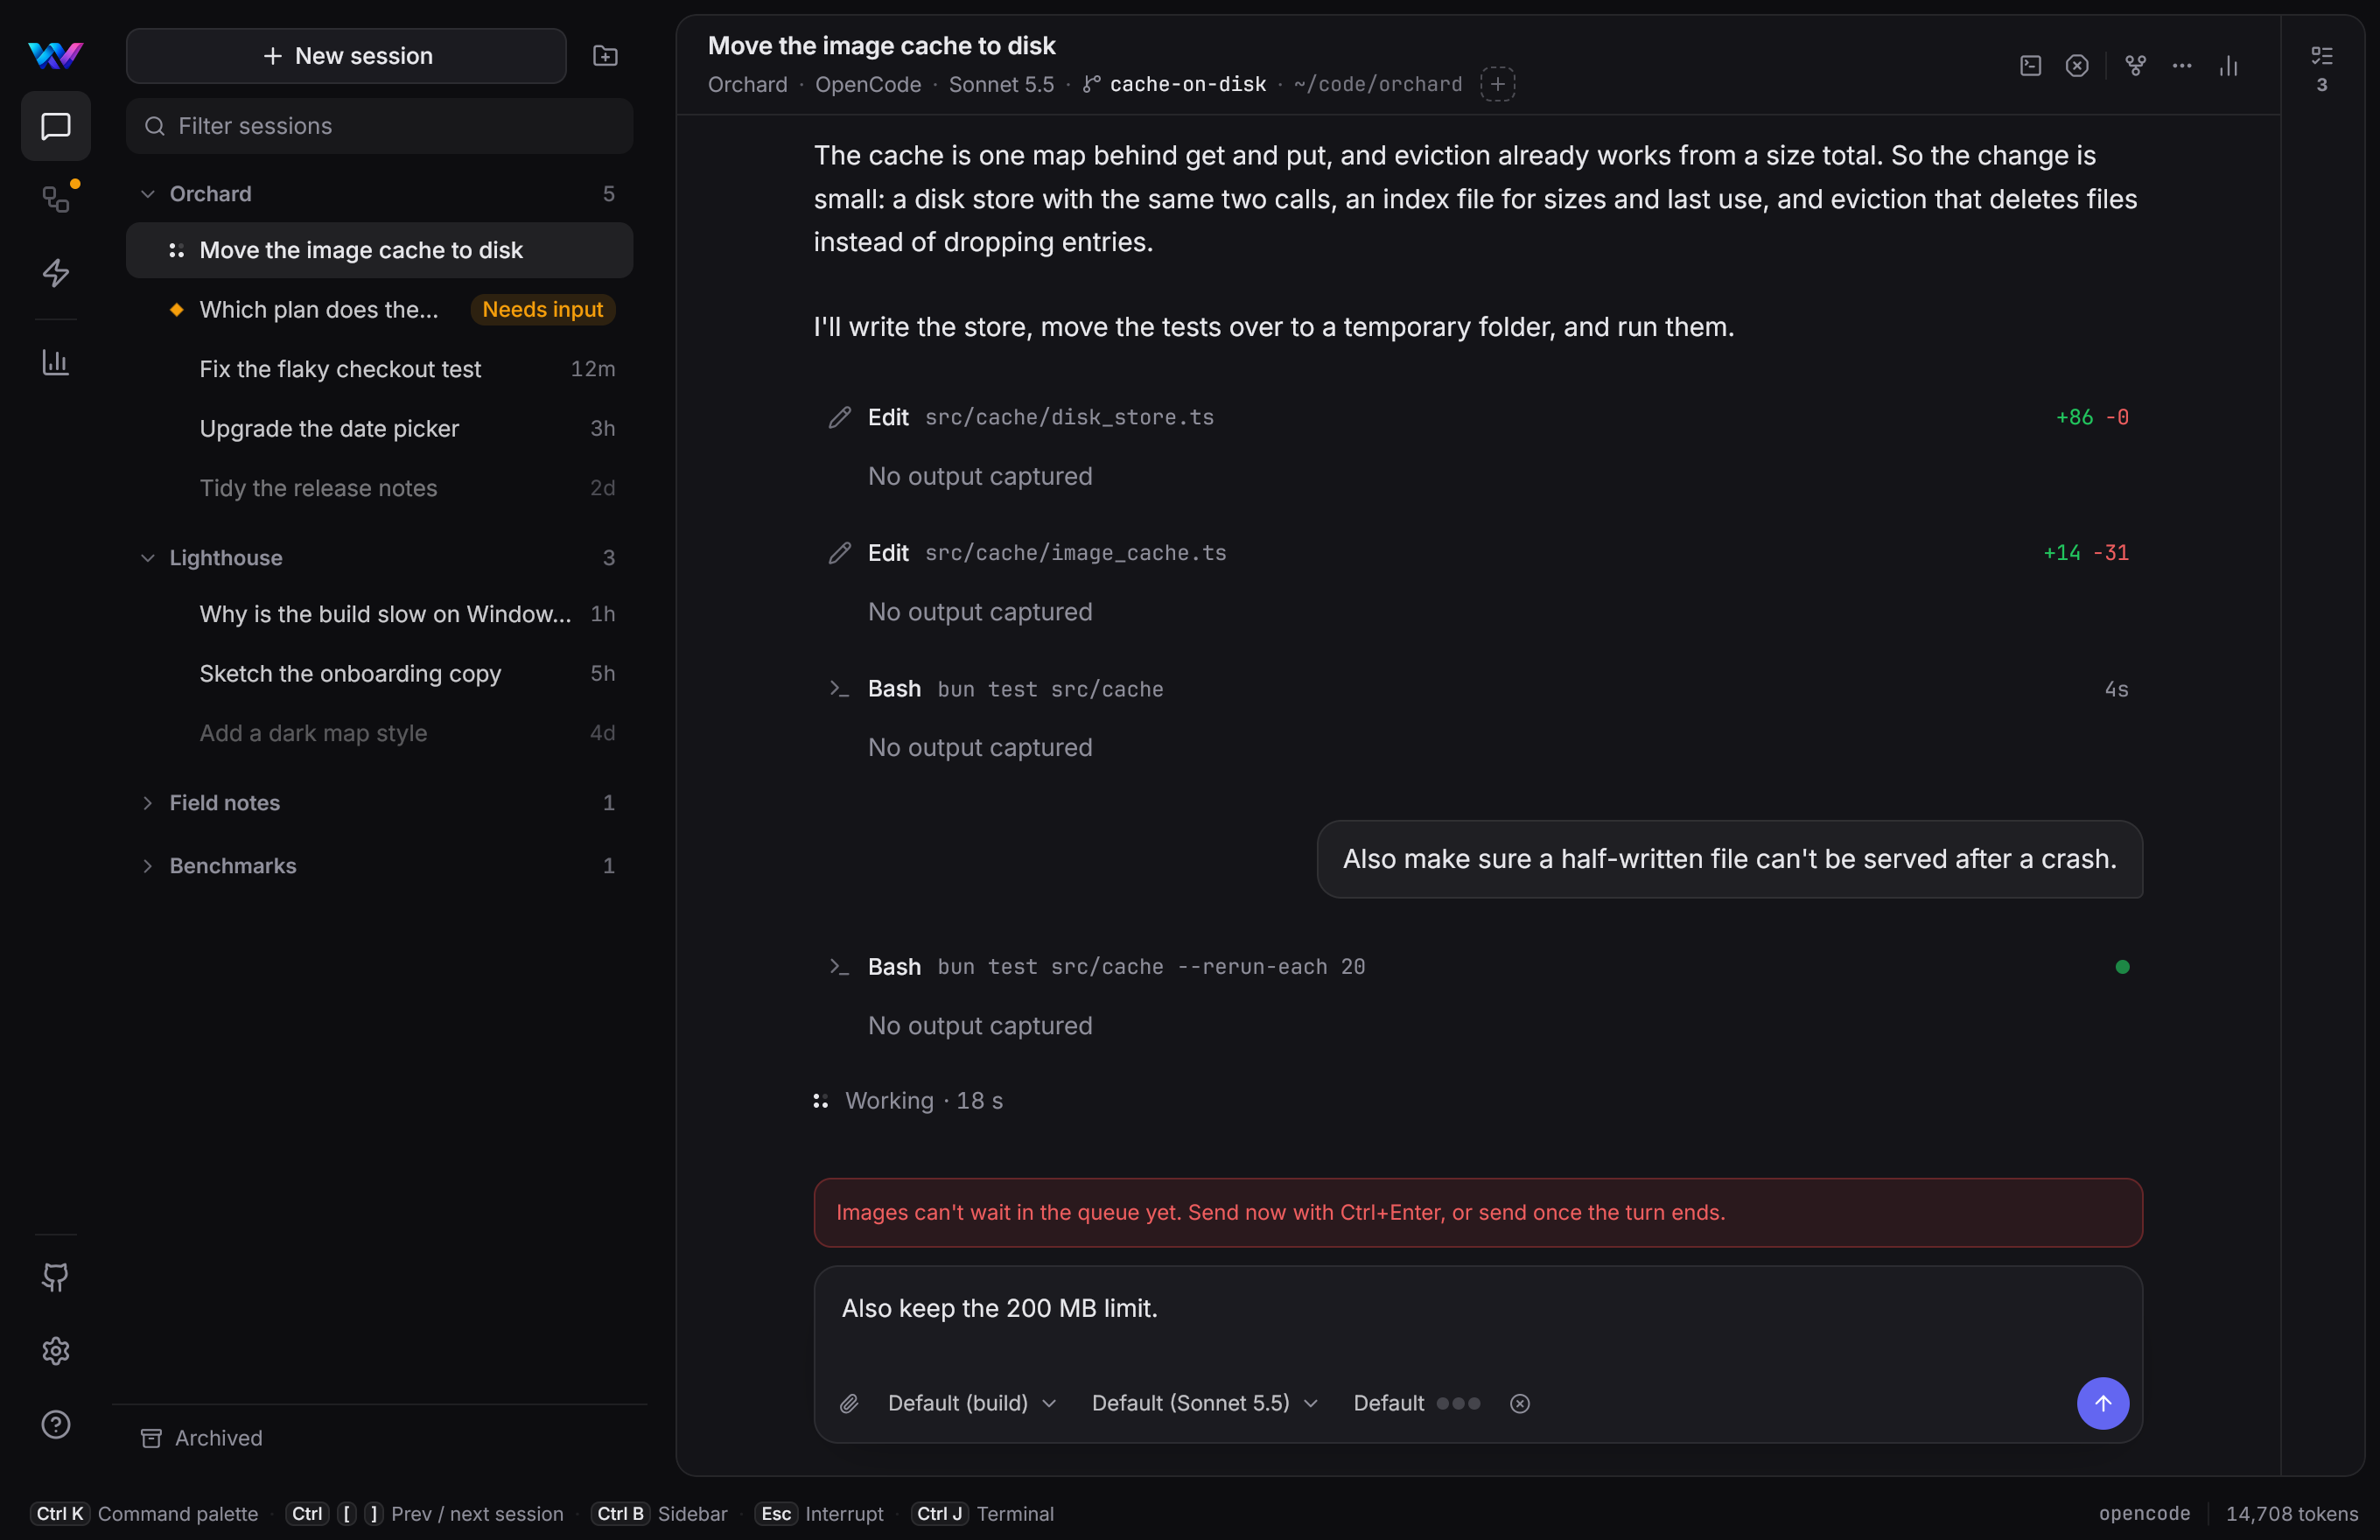 New session
Filter sessions
Orchard 5
Move the image cache to disk
Which plan does the... Needs input
Fix the flaky checkout test 12m
Upgrade the date picker 3h
Tidy the release notes 2d
Lighthouse 3
Why is the build slow on Window... 1h
Sketch the onboarding copy 5h
Add a dark map style 4d
Field notes 1
Benchmarks 1
Archived
Move the image cache to disk
Orchard · OpenCode · Sonnet 5.5 · cache-on-disk · ~/code/orchard
3
The cache is one map behind get and put, and eviction already works from a size total. So the change is
small: a disk store with the same two calls, an index file for sizes and last use, and eviction that deletes files
instead of dropping entries.
I'll write the store, move the tests over to a temporary folder, and run them.
Edit src/cache/disk_store.ts +86 -0
No output captured
Edit src/cache/image_cache.ts +14 -31
No output captured
Bash bun test src/cache 4s
No output captured
Also make sure a half-written file can't be served after a crash.
Bash bun test src/cache --rerun-each 20
No output captured
Working · 18 s
Images can't wait in the queue yet. Send now with Ctrl+Enter, or send once the turn ends.
Also keep the 200 MB limit.
Default (build) Default (Sonnet 5.5) Default
Ctrl K Command palette · Ctrl [ ] Prev / next session · Ctrl B Sidebar · Esc Interrupt · Ctrl J Terminal
opencode 14,708 tokens